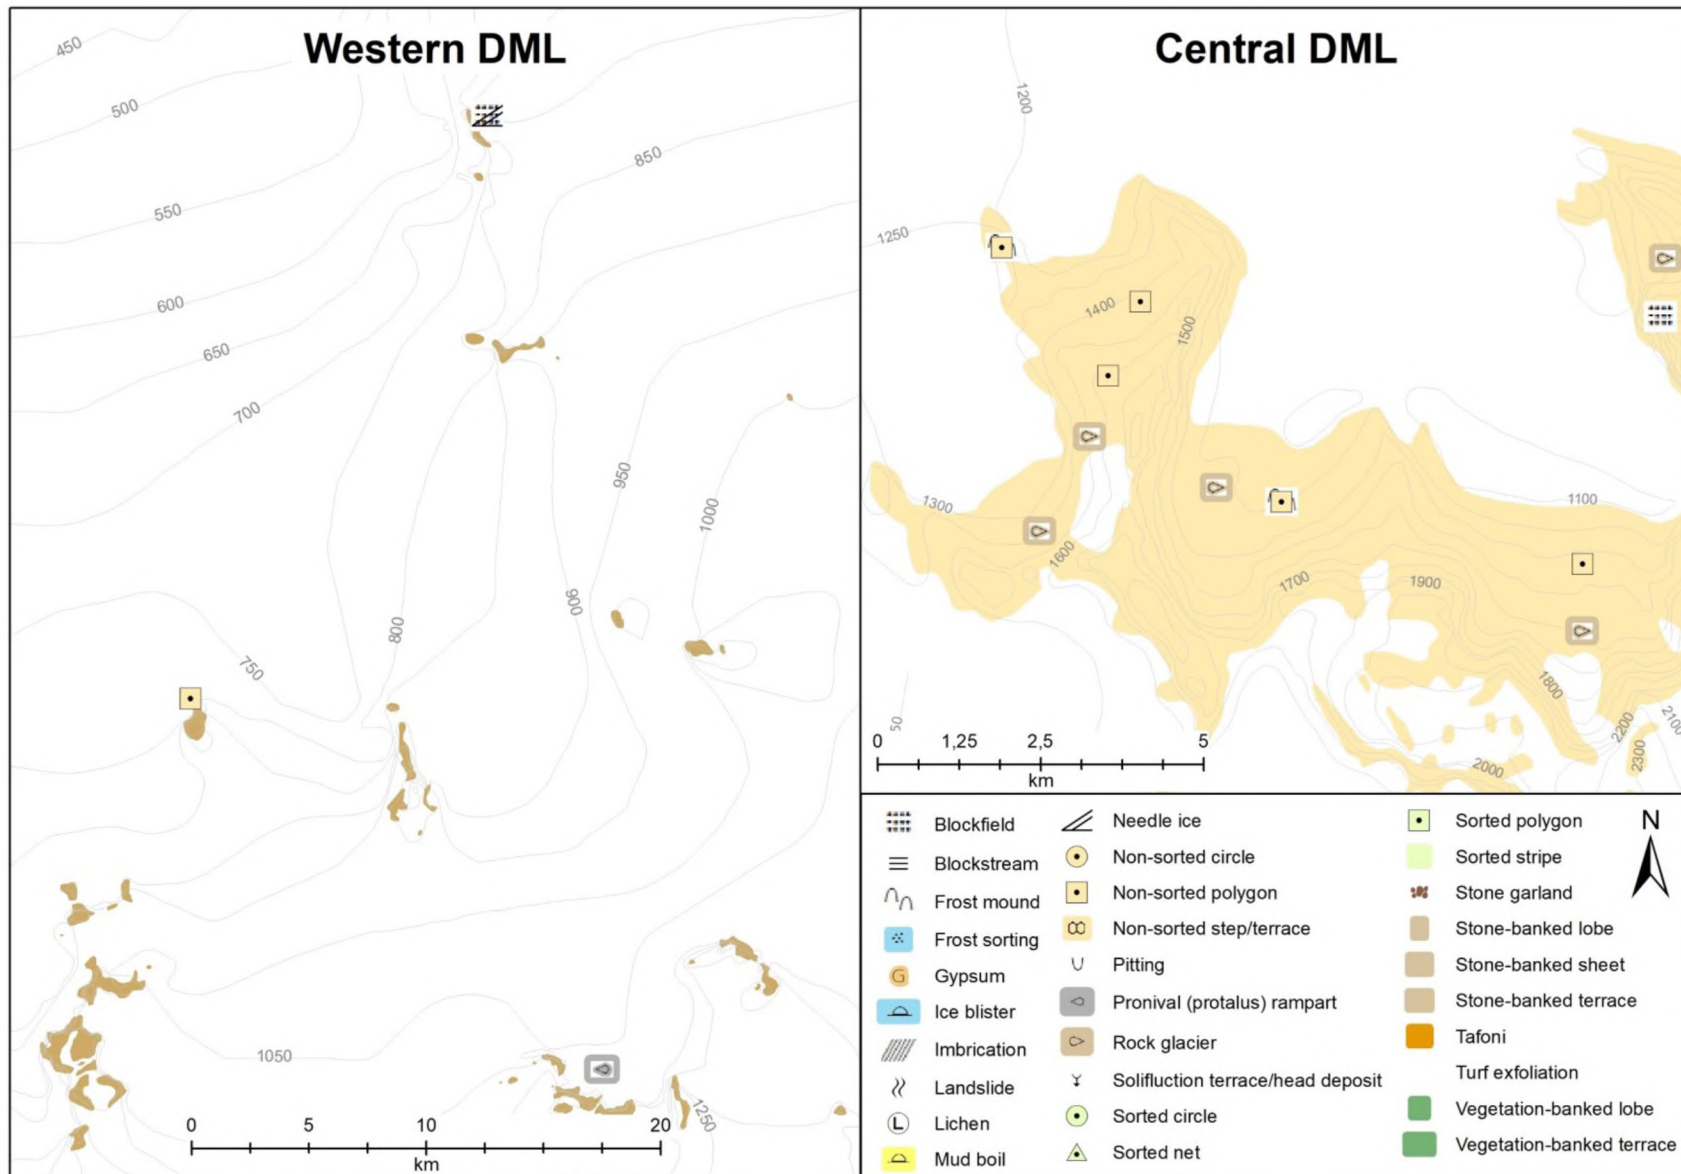 Western DML
450
500
850
550
600
650
700
950
1000
900
800
750
1050
1250
0 5 10 20
km
Central DML
1200
1250
1400
1500
1300
1100
1600
1700
1900
1800
50
2200
2100
2300
2000
0 1,25 2,5 5
km
Blockfield
Blockstream
Frost mound
Frost sorting
G Gypsum
Ice blister
Imbrication
Landslide
L Lichen
Mud boil
Needle ice
Non-sorted circle
Non-sorted polygon
Non-sorted step/terrace
Pitting
Pronival (protalus) rampart
Rock glacier
Solifluction terrace/head deposit
Sorted circle
Sorted net
Sorted polygon
Sorted stripe
Stone garland
Stone-banked lobe
Stone-banked sheet
Stone-banked terrace
Tafoni
Turf exfoliation
Vegetation-banked lobe
Vegetation-banked terrace
N